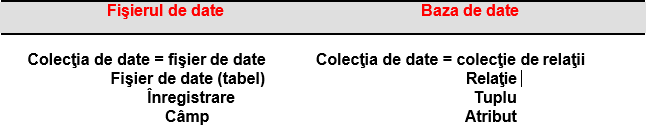 Fişierul de date Baza de date
Colecţia de date = fişier de date Colecţia de date = colecţie de relaţii
Fişier de date (tabel) Relaţie
Înregistrare Tuplu
Câmp Atribut